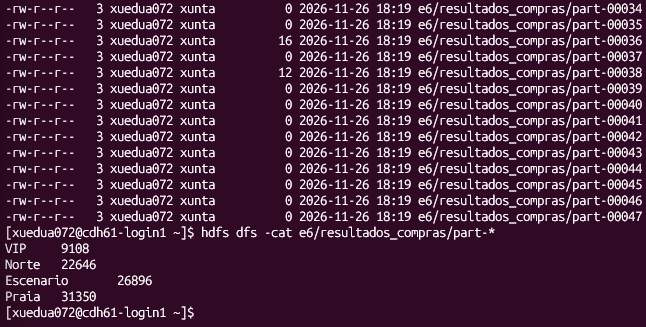 -rw-r--r--   3 xuedua072 xunta          0 2026-11-26 18:19 e6/resultados_compras/part-00034
-rw-r--r--   3 xuedua072 xunta          0 2026-11-26 18:19 e6/resultados_compras/part-00035
-rw-r--r--   3 xuedua072 xunta         16 2026-11-26 18:19 e6/resultados_compras/part-00036
-rw-r--r--   3 xuedua072 xunta          0 2026-11-26 18:19 e6/resultados_compras/part-00037
-rw-r--r--   3 xuedua072 xunta         12 2026-11-26 18:19 e6/resultados_compras/part-00038
-rw-r--r--   3 xuedua072 xunta          0 2026-11-26 18:19 e6/resultados_compras/part-00039
-rw-r--r--   3 xuedua072 xunta          0 2026-11-26 18:19 e6/resultados_compras/part-00040
-rw-r--r--   3 xuedua072 xunta          0 2026-11-26 18:19 e6/resultados_compras/part-00041
-rw-r--r--   3 xuedua072 xunta          0 2026-11-26 18:19 e6/resultados_compras/part-00042
-rw-r--r--   3 xuedua072 xunta          0 2026-11-26 18:19 e6/resultados_compras/part-00043
-rw-r--r--   3 xuedua072 xunta          0 2026-11-26 18:19 e6/resultados_compras/part-00044
-rw-r--r--   3 xuedua072 xunta          0 2026-11-26 18:19 e6/resultados_compras/part-00045
-rw-r--r--   3 xuedua072 xunta          0 2026-11-26 18:19 e6/resultados_compras/part-00046
-rw-r--r--   3 xuedua072 xunta          0 2026-11-26 18:19 e6/resultados_compras/part-00047
[xuedua072@cdh61-login1 ~]$ hdfs dfs -cat e6/resultados_compras/part-*
VIP     9108
Norte   22646
Escenario       26896
Praia   31350
[xuedua072@cdh61-login1 ~]$